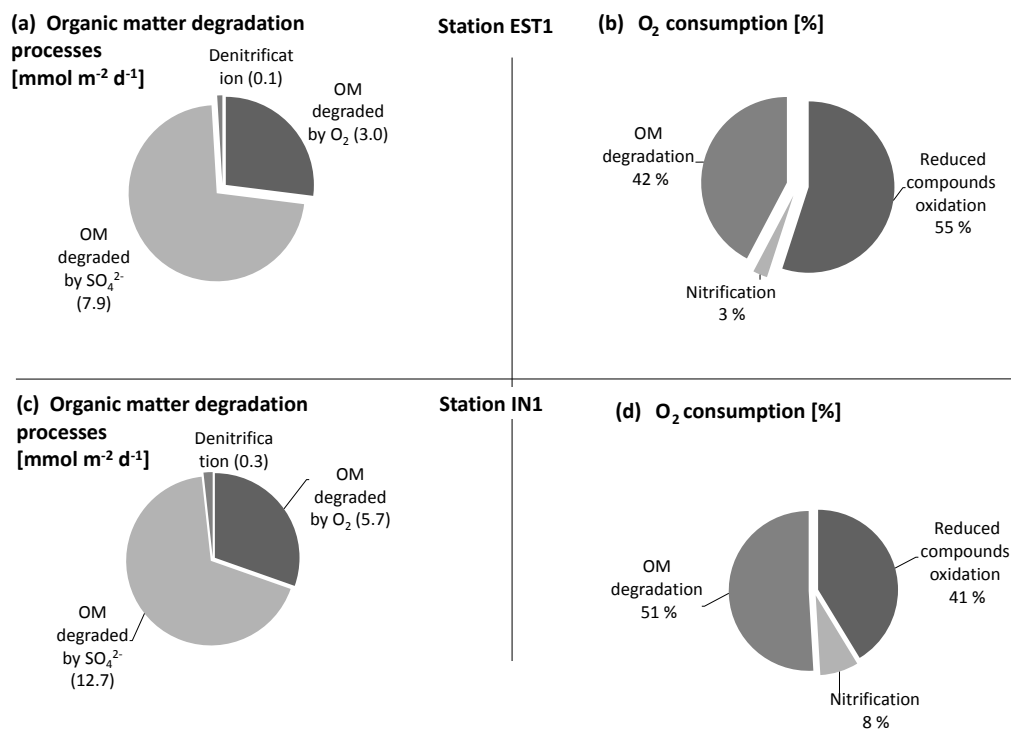 (a) Organic matter degradation
processes
[mmol m⁻² d⁻¹]
Station EST1
(b) O₂ consumption [%]
Denitrificat
ion (0.1)
OM
degraded
by O₂ (3.0)
OM
degraded
by SO₄²⁻
(7.9)
OM
degradation
42 %
Reduced
compounds
oxidation
55 %
Nitrification
3 %
(c) Organic matter degradation
processes
[mmol m⁻² d⁻¹]
Station IN1
(d) O₂ consumption [%]
Denitrifica
tion (0.3)
OM
degraded
by O₂ (5.7)
OM
degraded
by SO₄²⁻
(12.7)
OM
degradation
51 %
Reduced
compounds
oxidation
41 %
Nitrification
8 %